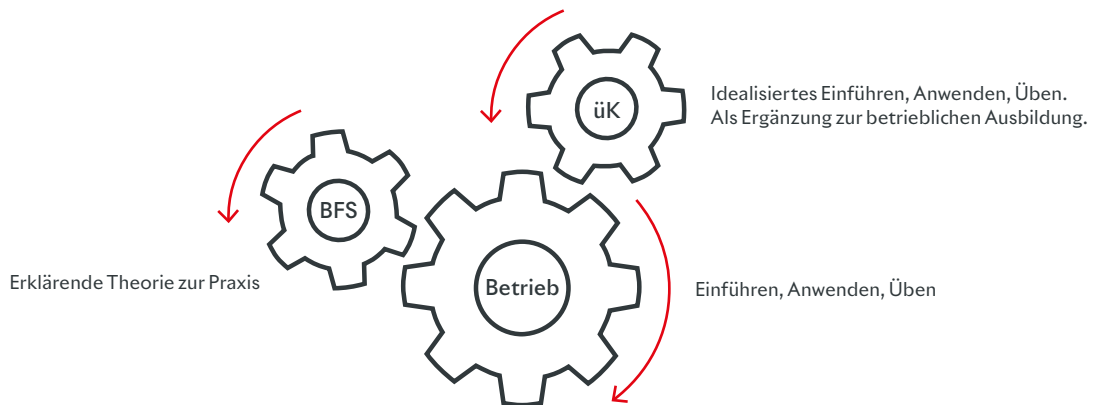 üK
Idealisiertes Einführen, Anwenden, Üben.
Als Ergänzung zur betrieblichen Ausbildung.
BFS
Erklärende Theorie zur Praxis
Betrieb
Einführen, Anwenden, Üben